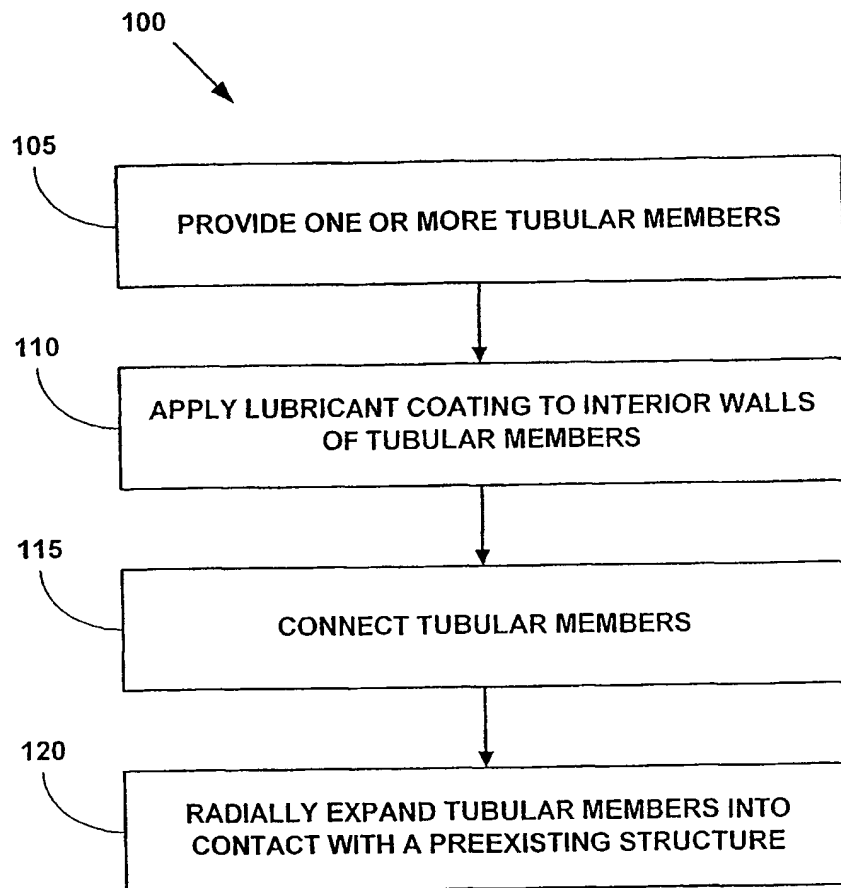 100
105
PROVIDE ONE OR MORE TUBULAR MEMBERS
110
APPLY LUBRICANT COATING TO INTERIOR WALLS
OF TUBULAR MEMBERS
115
CONNECT TUBULAR MEMBERS
120
RADIALLY EXPAND TUBULAR MEMBERS INTO
CONTACT WITH A PREEXISTING STRUCTURE